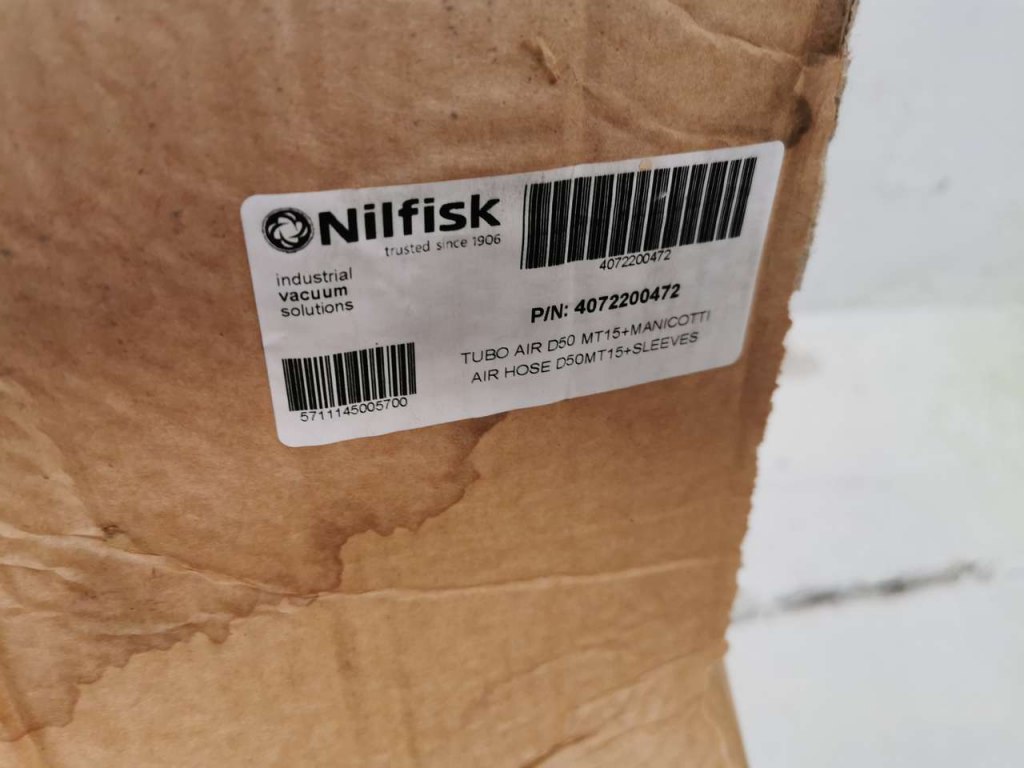 Nilfisk
trusted since 1906
industrial
vacuum
solutions
4072200472
P/N: 4072200472
TUBO AIR D50 MT15+MANICOTTI
AIR HOSE D50MT15+SLEEVES
5711145005700